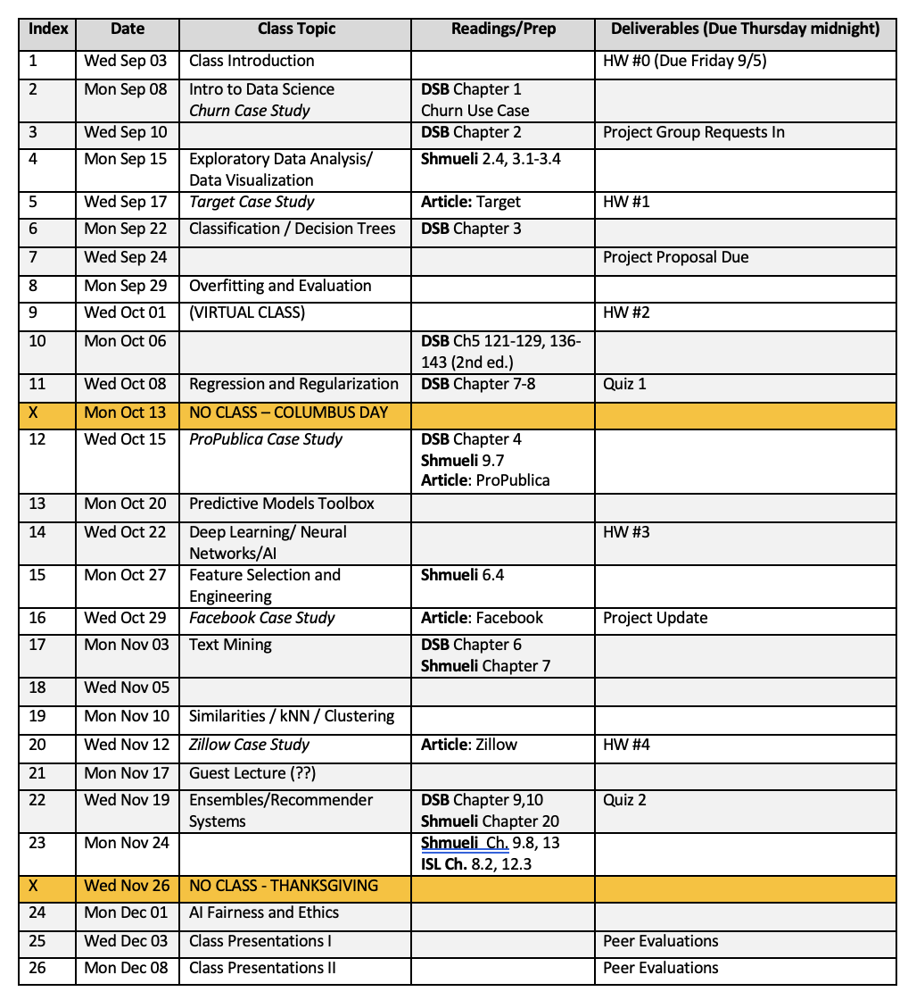 Index Date Class Topic Readings/Prep Deliverables (Due Thursday midnight)
1 Wed Sep 03 Class Introduction HW #0 (Due Friday 9/5)
2 Mon Sep 08 Intro to Data Science DSB Chapter 1
Churn Case Study Churn Use Case
3 Wed Sep 10 DSB Chapter 2 Project Group Requests In
4 Mon Sep 15 Exploratory Data Analysis/ Shmueli 2.4, 3.1-3.4
Data Visualization
5 Wed Sep 17 Target Case Study Article: Target HW #1
6 Mon Sep 22 Classification / Decision Trees DSB Chapter 3
7 Wed Sep 24 Project Proposal Due
8 Mon Sep 29 Overfitting and Evaluation
9 Wed Oct 01 (VIRTUAL CLASS) HW #2
10 Mon Oct 06 DSB Ch5 121-129, 136-
143 (2nd ed.)
11 Wed Oct 08 Regression and Regularization DSB Chapter 7-8 Quiz 1
X Mon Oct 13 NO CLASS – COLUMBUS DAY
12 Wed Oct 15 ProPublica Case Study DSB Chapter 4
Shmueli 9.7
Article: ProPublica
13 Mon Oct 20 Predictive Models Toolbox
14 Wed Oct 22 Deep Learning/ Neural HW #3
Networks/AI
15 Mon Oct 27 Feature Selection and Shmueli 6.4
Engineering
16 Wed Oct 29 Facebook Case Study Article: Facebook Project Update
17 Mon Nov 03 Text Mining DSB Chapter 6
Shmueli Chapter 7
18 Wed Nov 05
19 Mon Nov 10 Similarities / kNN / Clustering
20 Wed Nov 12 Zillow Case Study Article: Zillow HW #4
21 Mon Nov 17 Guest Lecture (??)
22 Wed Nov 19 Ensembles/Recommender DSB Chapter 9,10 Quiz 2
Systems Shmueli Chapter 20
23 Mon Nov 24 Shmueli Ch. 9.8, 13
ISL Ch. 8.2, 12.3
X Wed Nov 26 NO CLASS - THANKSGIVING
24 Mon Dec 01 AI Fairness and Ethics
25 Wed Dec 03 Class Presentations I Peer Evaluations
26 Mon Dec 08 Class Presentations II Peer Evaluations